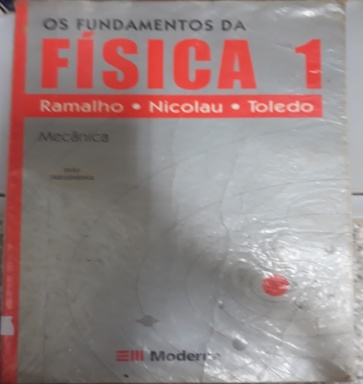 OS FUNDAMENTOS DA
FÍSICA 1
Ramalho • Nicolau • Toledo
Mecânica
Moderna